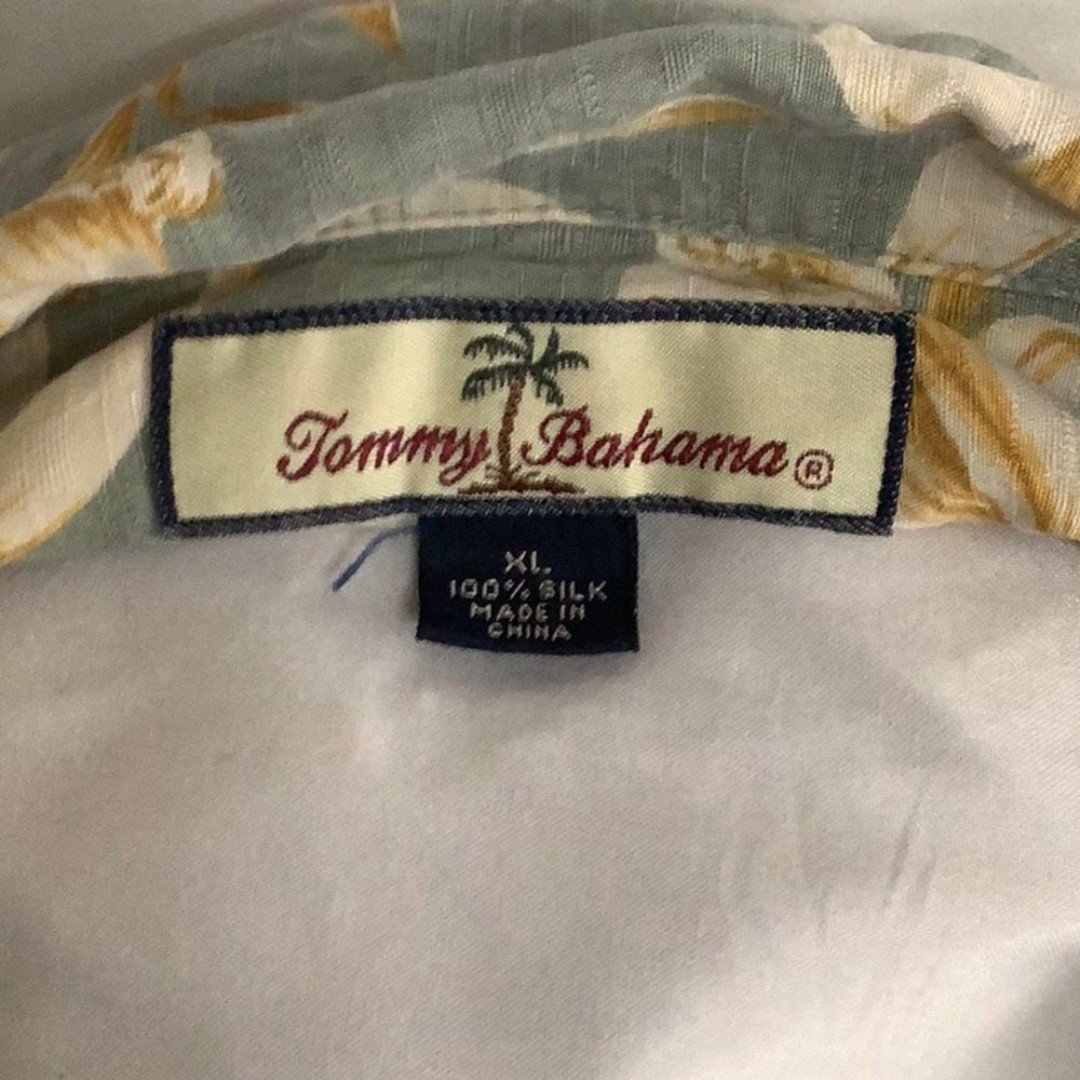 Tommy Bahama®
XL
100% SILK
MADE IN
CHINA